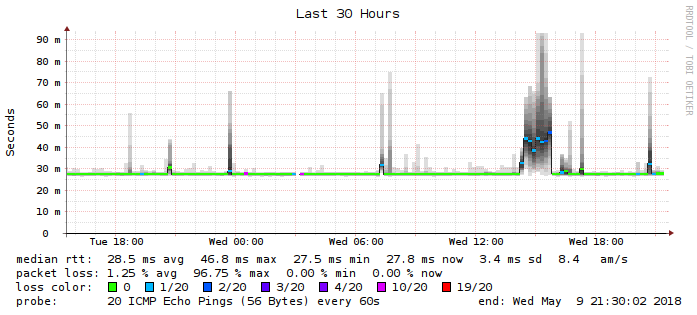 Last 30 Hours
RRDTOOL / TOBI OETIKER
Seconds
90 m
80 m
70 m
60 m
50 m
40 m
30 m
20 m
10 m
0
Tue 18:00 Wed 00:00 Wed 06:00 Wed 12:00 Wed 18:00
median rtt: 28.5 ms avg 46.8 ms max 27.5 ms min 27.8 ms now 3.4 ms sd 8.4 am/s
packet loss: 1.25 % avg 96.75 % max 0.00 % min 0.00 % now
loss color: 0 1/20 2/20 3/20 4/20 10/20 19/20
probe: 20 ICMP Echo Pings (56 Bytes) every 60s end: Wed May 9 21:30:02 2018